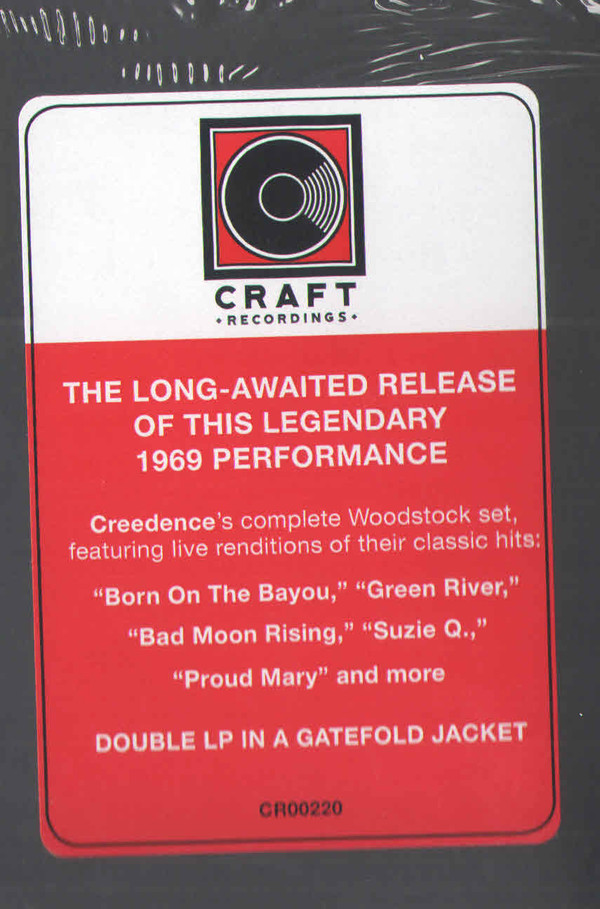 CRAFT
•RECORDINGS•
THE LONG-AWAITED RELEASE
OF THIS LEGENDARY
1969 PERFORMANCE
Creedence's complete Woodstock set,
featuring live renditions of their classic hits:
"Born On The Bayou," "Green River,"
"Bad Moon Rising," "Suzie Q.,"
"Proud Mary" and more
DOUBLE LP IN A GATEFOLD JACKET
CR00220